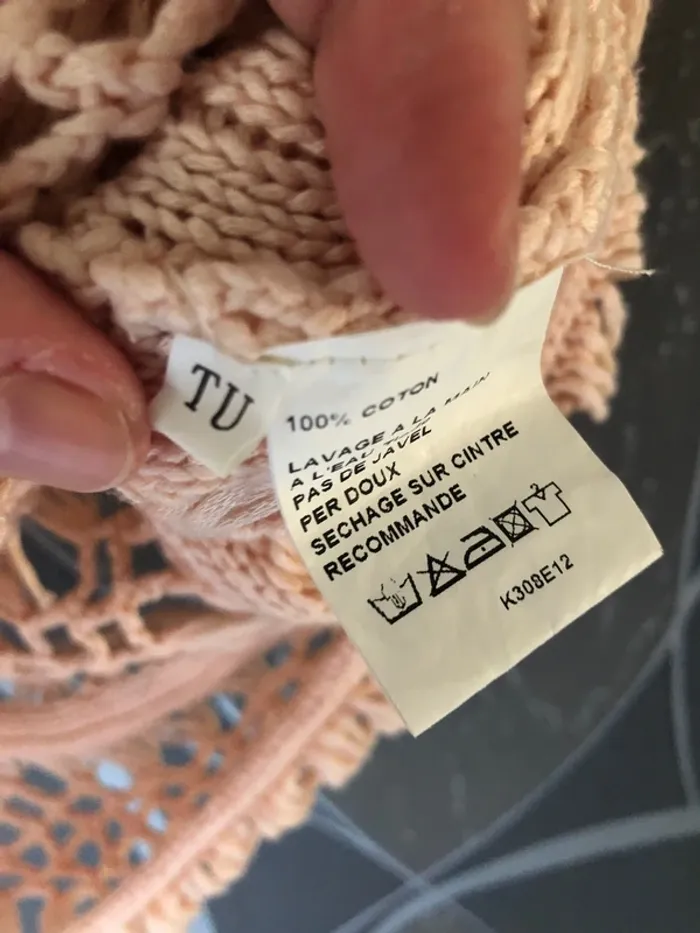 TU
100% COTON
LAVAGE A LA MAIN
A L'EAU
PAS DE JAVEL
PER DOUX
SECHAGE SUR CINTRE
RECOMMANDE
K308E12